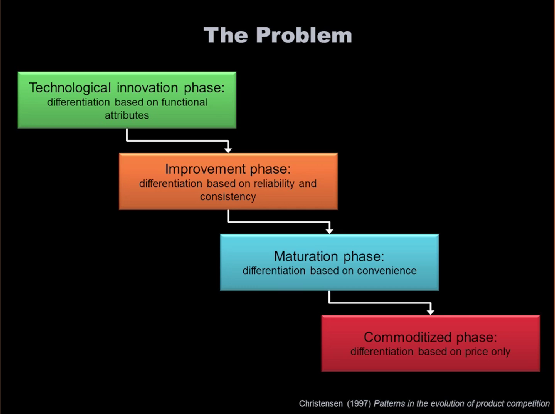 The Problem
Technological innovation phase:
differentiation based on functional
attributes
Improvement phase:
differentiation based on reliability and
consistency
Maturation phase:
differentiation based on convenience
Commoditized phase:
differentiation based on price only
Christensen (1997) Patterns in the evolution of product competition